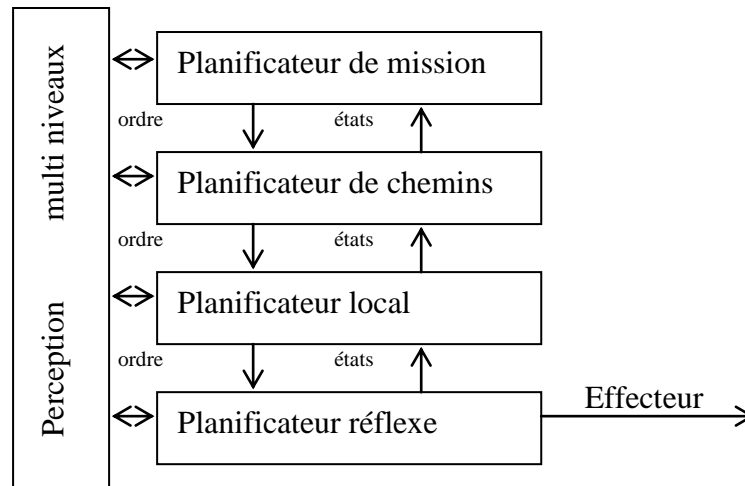 Perception multi niveaux
Planificateur de mission
ordre états
Planificateur de chemins
ordre états
Planificateur local
ordre états
Planificateur réflexe
Effecteur